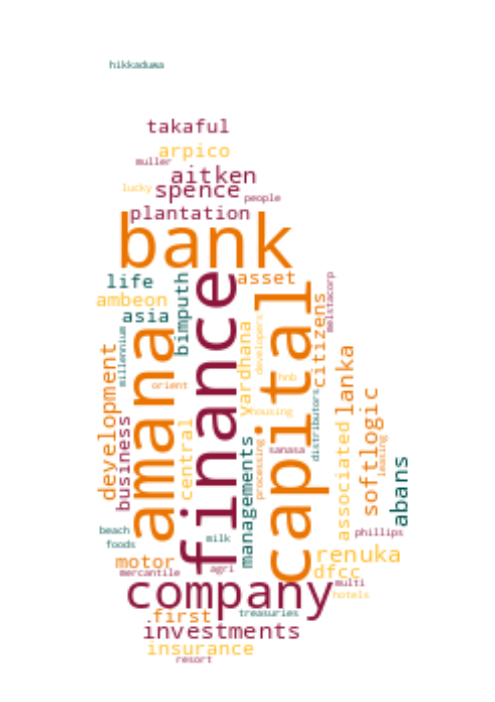 hikkaduwa
takaful
arpico
muller
aitken
lucky
spence
people
plantation
bank
life
asset
ambeon
asia
bimputh
finance
capital
melstacorp
citizens
millennium
amana
vardhana
developers
lanka
orient
hnb
development
housing
softlogic
distributors
business
central
associated
leasing
managements
processing
sanasa
abans
beach
foods
milk
phillips
motor
renuka
mercantile
agri
dfcc
company
multi
hotels
first
treasuries
investments
insurance
resort